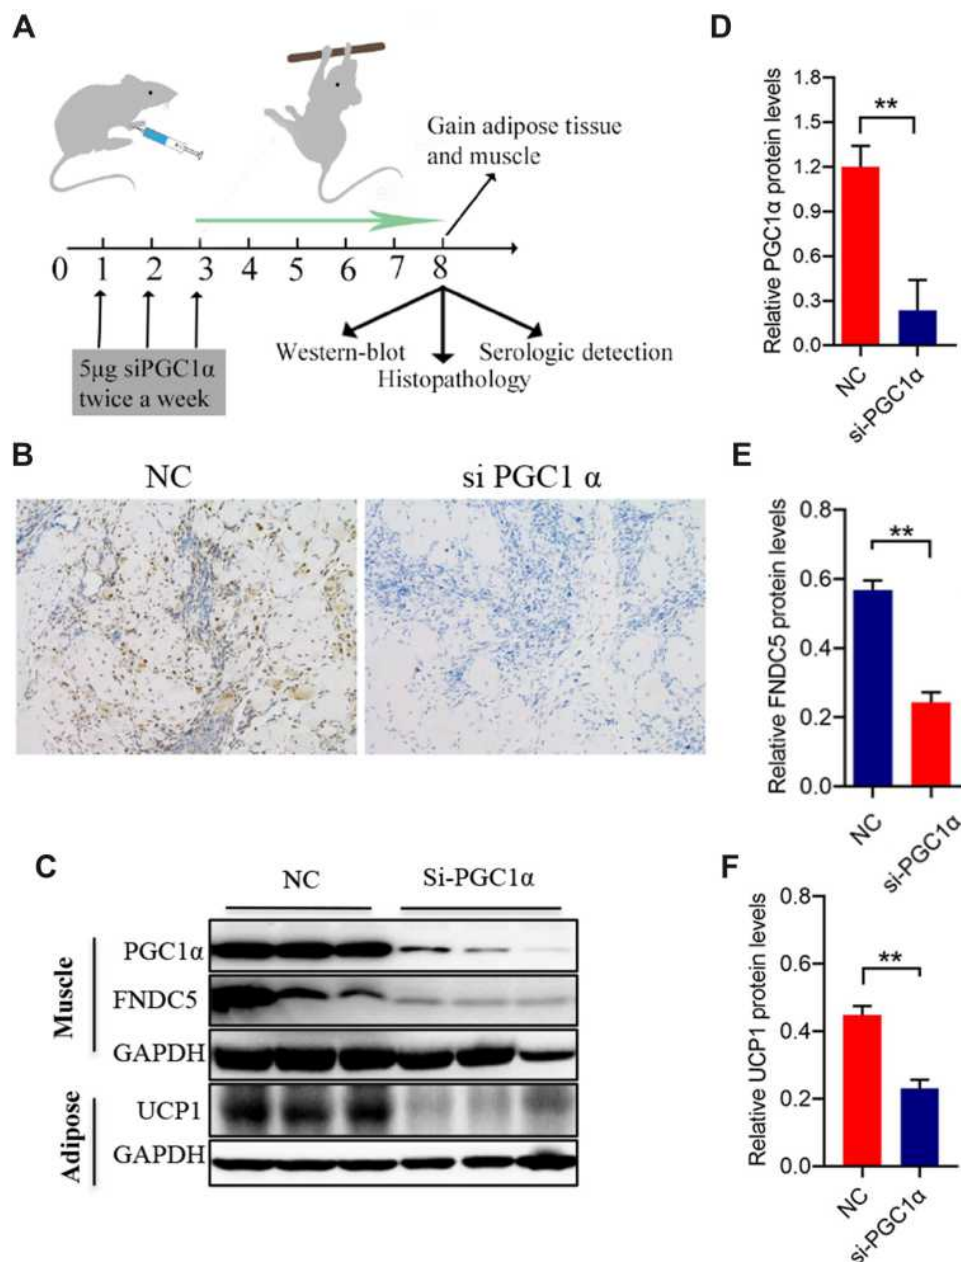 A
Gain adipose tissue
and muscle
0 1 2 3 4 5 6 7 8
5μg siPGC1α
twice a week
Western-blot
Histopathology
Serologic detection
B
NC
si PGC1 α
C
NC
Si-PGC1α
Muscle
PGC1α
FNDC5
GAPDH
Adipose
UCP1
GAPDH
D
Relative PGC1α protein levels
1.8
1.5
1.2
0.9
0.6
0.3
0.0
**
NC
si-PGC1α
E
Relative FNDC5 protein levels
0.8
0.6
0.4
0.2
0.0
**
NC
si-PGC1α
F
Relative UCP1 protein levels
0.8
0.6
0.4
0.2
0.0
**
NC
si-PGC1α